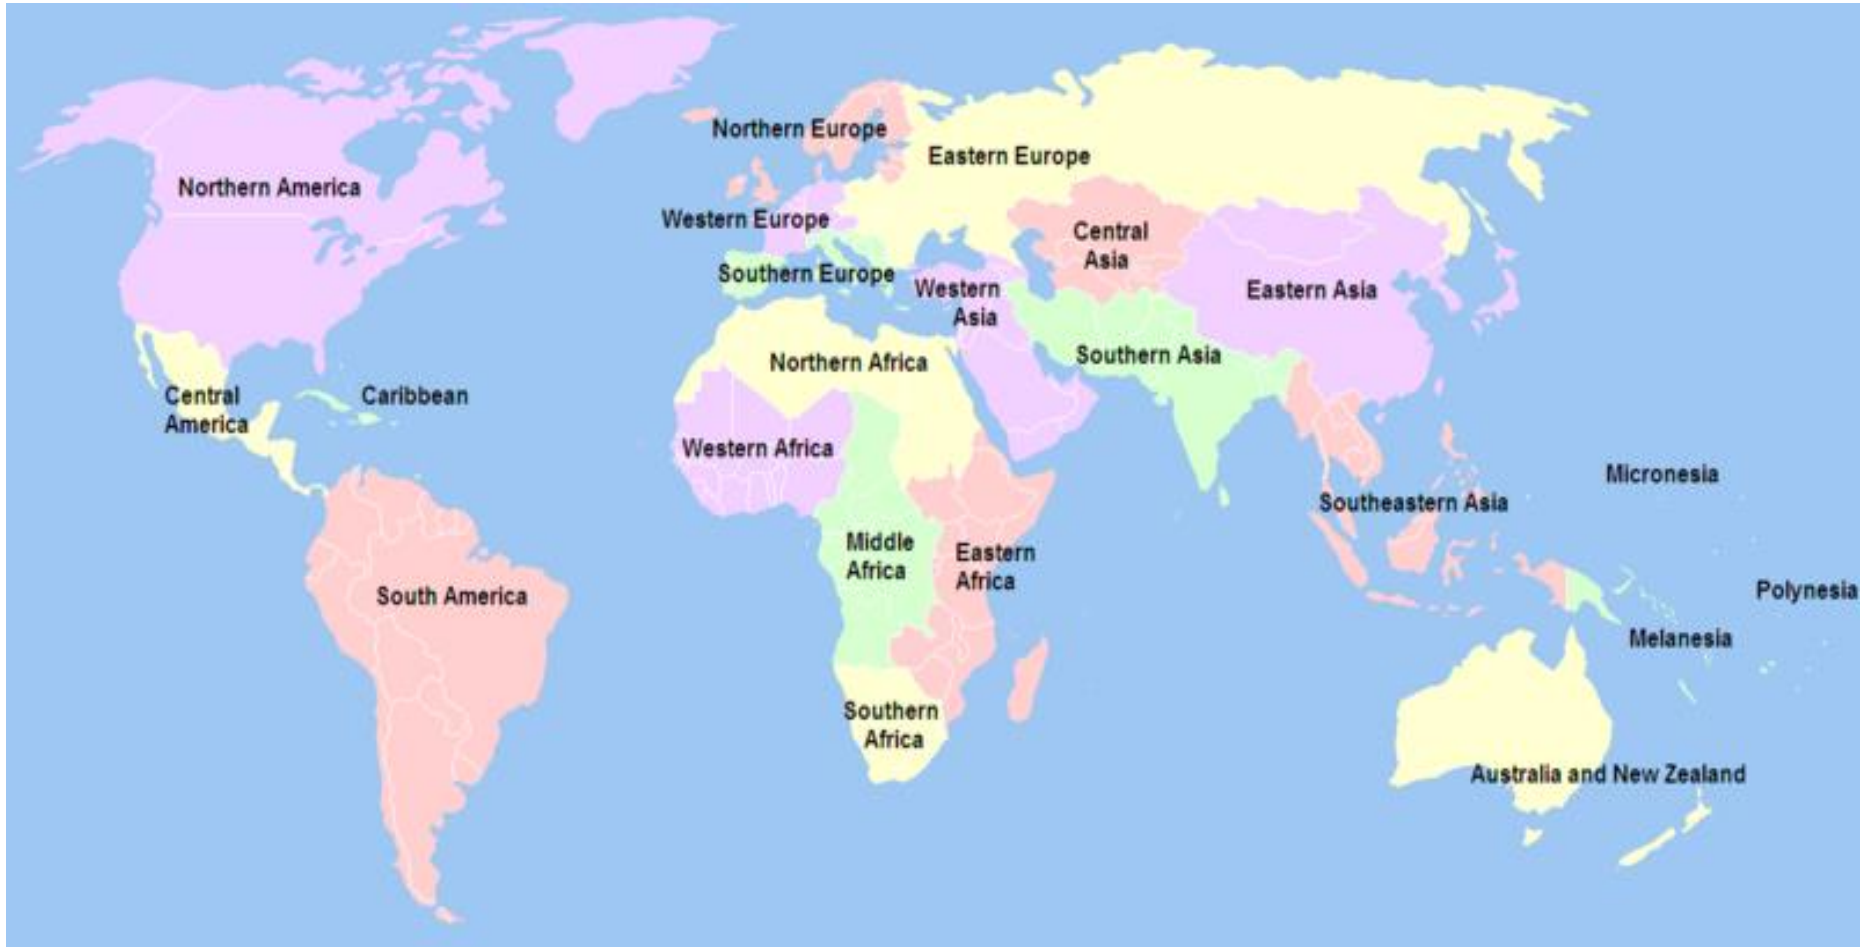 Northern Europe
Eastern Europe
Northern America
Western Europe
Central
Asia
Southern Europe
Western
Asia
Eastern Asia
Southern Asia
Northern Africa
Central
America
Caribbean
Western Africa
Micronesia
Southeastern Asia
Middle
Africa
Eastern
Africa
South America
Polynesia
Melanesia
Southern
Africa
Australia and New Zealand